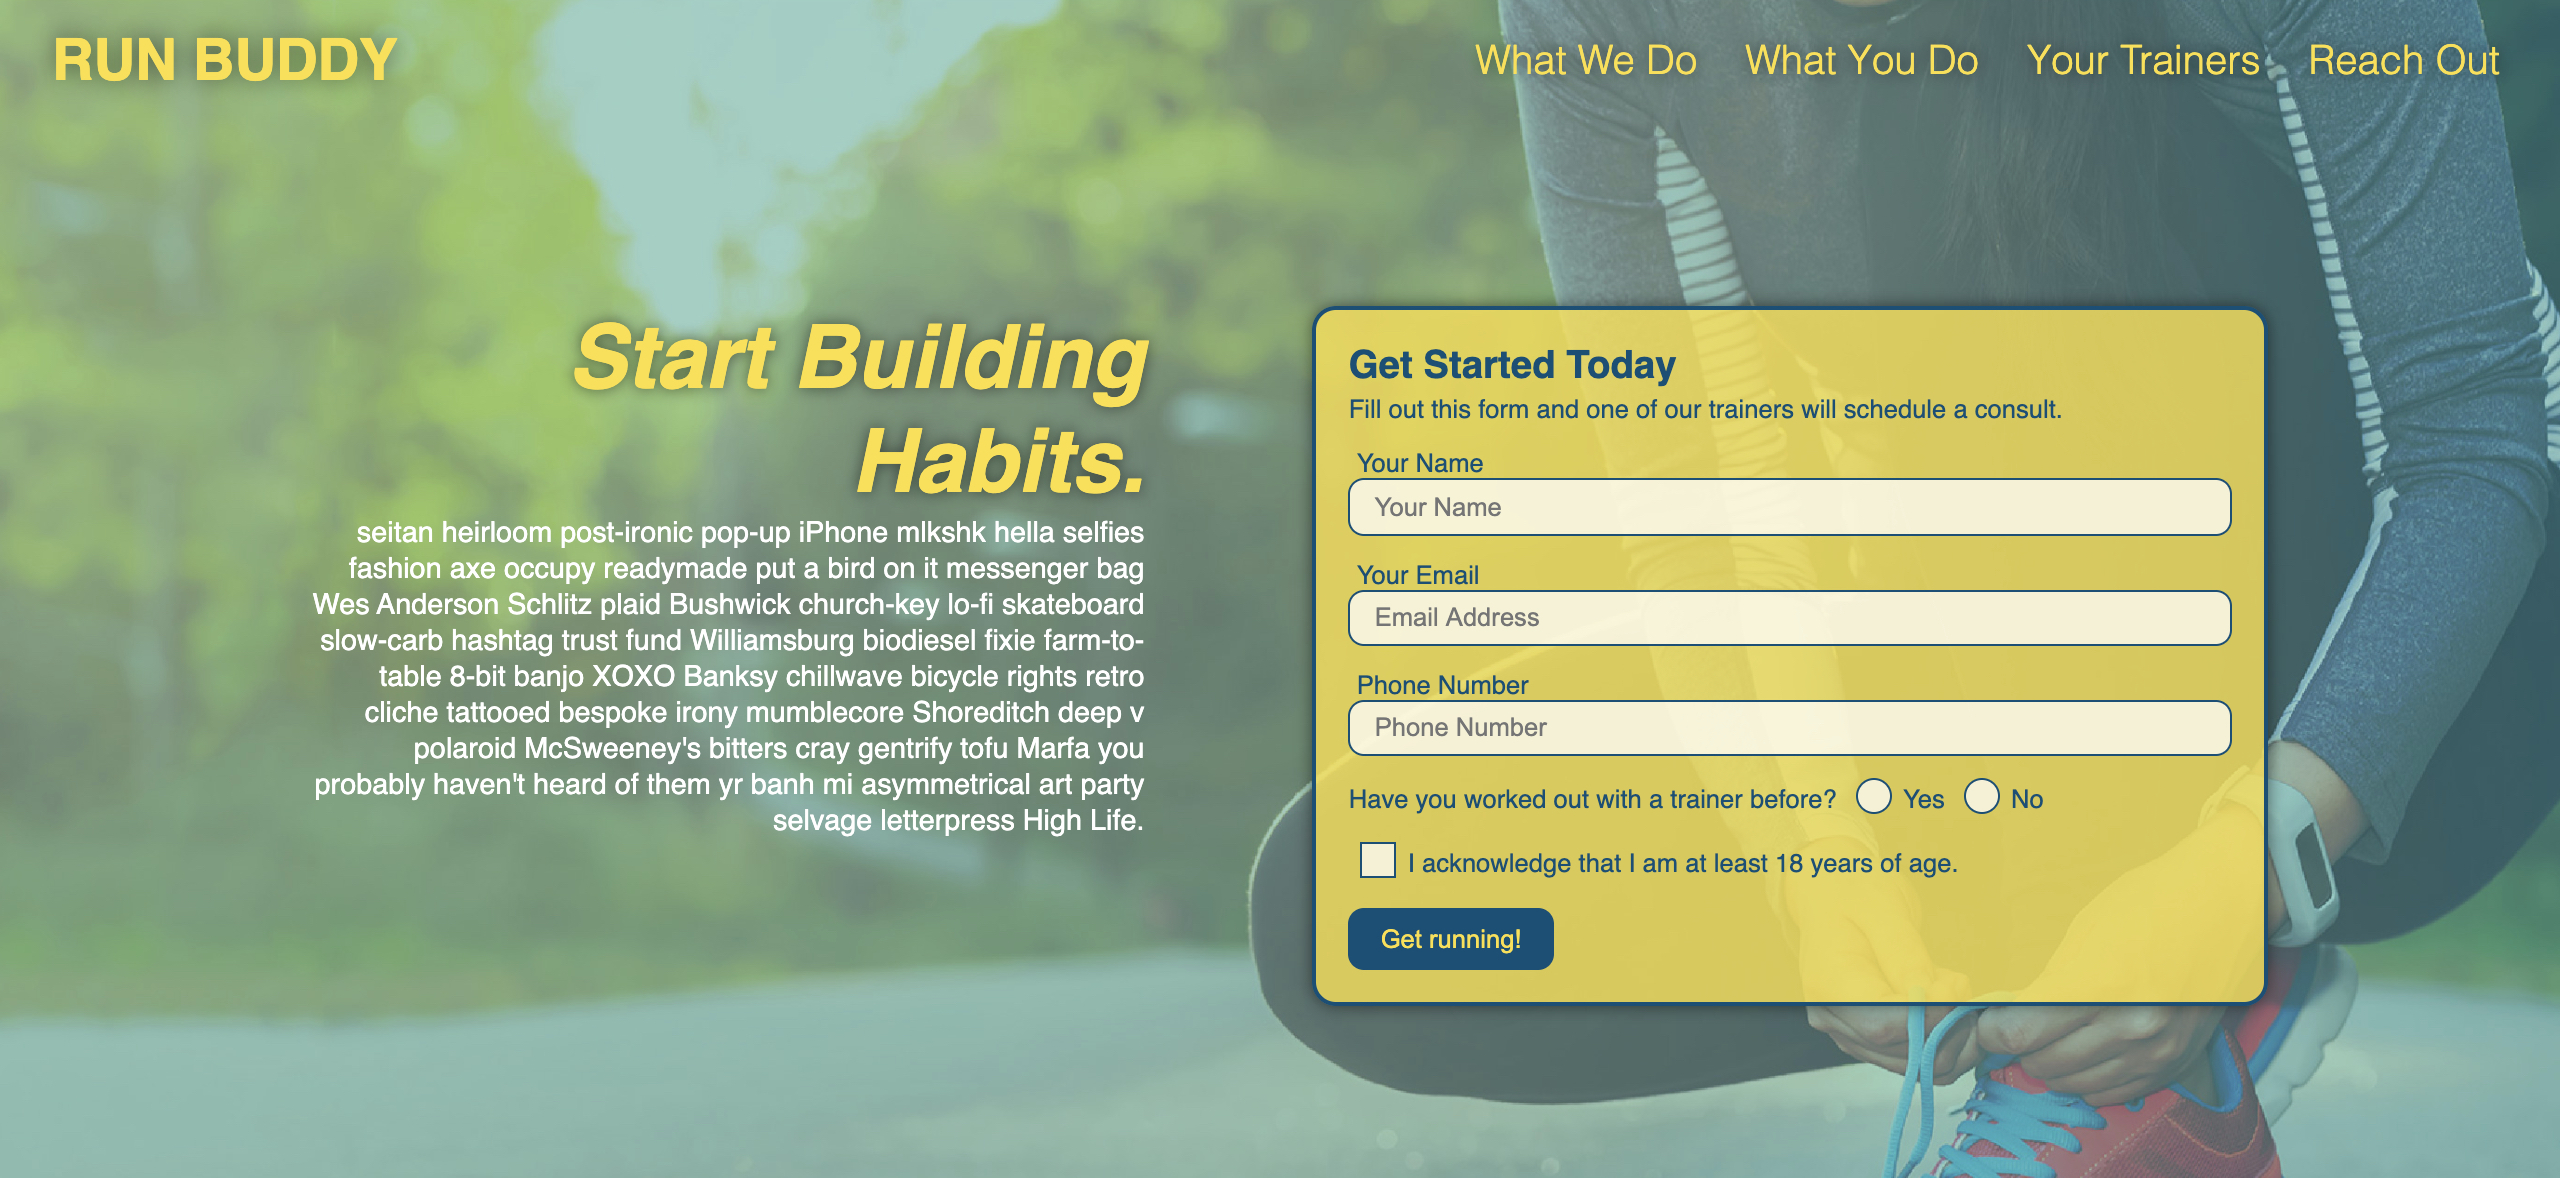 RUN BUDDY
What We Do What You Do Your Trainers Reach Out
Start Building
Habits.
seitan heirloom post-ironic pop-up iPhone mlkshk hella selfies
fashion axe occupy readymade put a bird on it messenger bag
Wes Anderson Schlitz plaid Bushwick church-key lo-fi skateboard
slow-carb hashtag trust fund Williamsburg biodiesel fixie farm-to-
table 8-bit banjo XOXO Banksy chillwave bicycle rights retro
cliche tattooed bespoke irony mumblecore Shoreditch deep v
polaroid McSweeney's bitters cray gentrify tofu Marfa you
probably haven't heard of them yr banh mi asymmetrical art party
selvage letterpress High Life.
Get Started Today
Fill out this form and one of our trainers will schedule a consult.
Your Name
Your Name
Your Email
Email Address
Phone Number
Phone Number
Have you worked out with a trainer before? Yes No
I acknowledge that I am at least 18 years of age.
Get running!